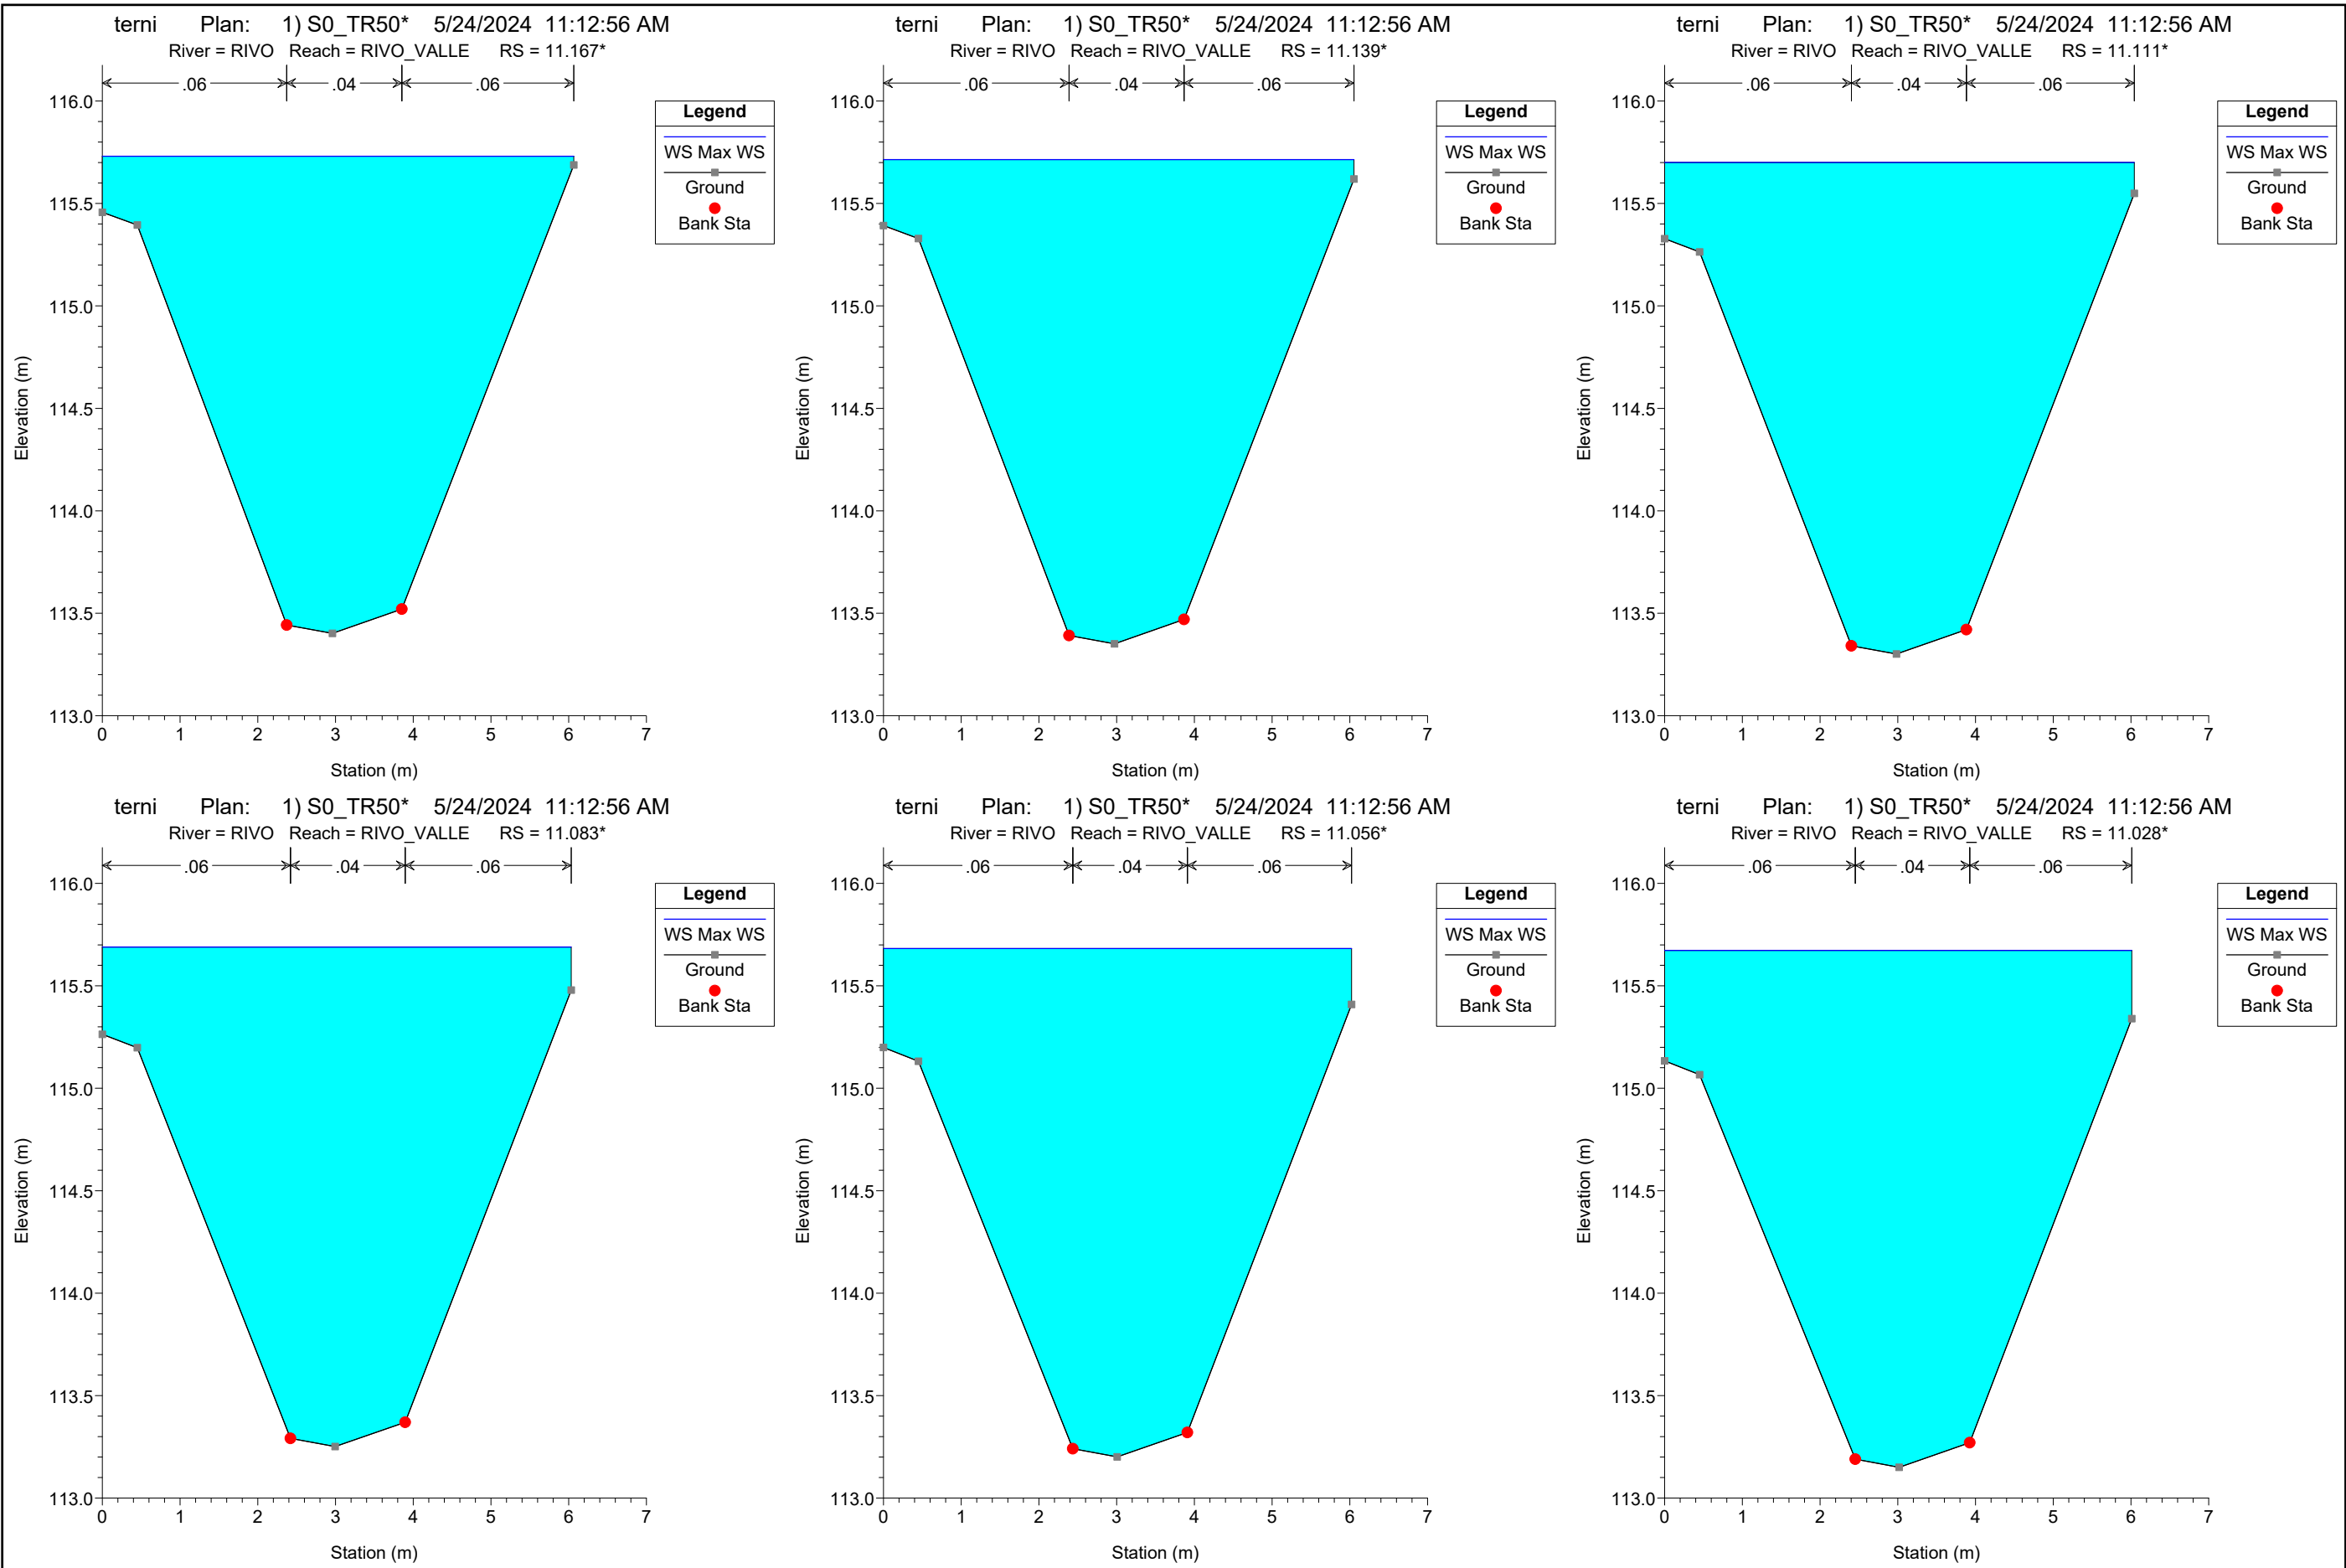 terni Plan: 1) S0_TR50* 5/24/2024 11:12:56 AM
River = RIVO Reach = RIVO_VALLE RS = 11.167*
.06 .04 .06
116.0
115.5
115.0
114.5
114.0
113.5
113.0
0 1 2 3 4 5 6 7
Station (m)
Elevation (m)
Legend
WS Max WS
Ground
Bank Sta
terni Plan: 1) S0_TR50* 5/24/2024 11:12:56 AM
River = RIVO Reach = RIVO_VALLE RS = 11.139*
.06 .04 .06
116.0
115.5
115.0
114.5
114.0
113.5
113.0
0 1 2 3 4 5 6 7
Station (m)
Elevation (m)
Legend
WS Max WS
Ground
Bank Sta
terni Plan: 1) S0_TR50* 5/24/2024 11:12:56 AM
River = RIVO Reach = RIVO_VALLE RS = 11.111*
.06 .04 .06
116.0
115.5
115.0
114.5
114.0
113.5
113.0
0 1 2 3 4 5 6 7
Station (m)
Elevation (m)
Legend
WS Max WS
Ground
Bank Sta
terni Plan: 1) S0_TR50* 5/24/2024 11:12:56 AM
River = RIVO Reach = RIVO_VALLE RS = 11.083*
.06 .04 .06
116.0
115.5
115.0
114.5
114.0
113.5
113.0
0 1 2 3 4 5 6 7
Station (m)
Elevation (m)
Legend
WS Max WS
Ground
Bank Sta
terni Plan: 1) S0_TR50* 5/24/2024 11:12:56 AM
River = RIVO Reach = RIVO_VALLE RS = 11.056*
.06 .04 .06
116.0
115.5
115.0
114.5
114.0
113.5
113.0
0 1 2 3 4 5 6 7
Station (m)
Elevation (m)
Legend
WS Max WS
Ground
Bank Sta
terni Plan: 1) S0_TR50* 5/24/2024 11:12:56 AM
River = RIVO Reach = RIVO_VALLE RS = 11.028*
.06 .04 .06
116.0
115.5
115.0
114.5
114.0
113.5
113.0
0 1 2 3 4 5 6 7
Station (m)
Elevation (m)
Legend
WS Max WS
Ground
Bank Sta